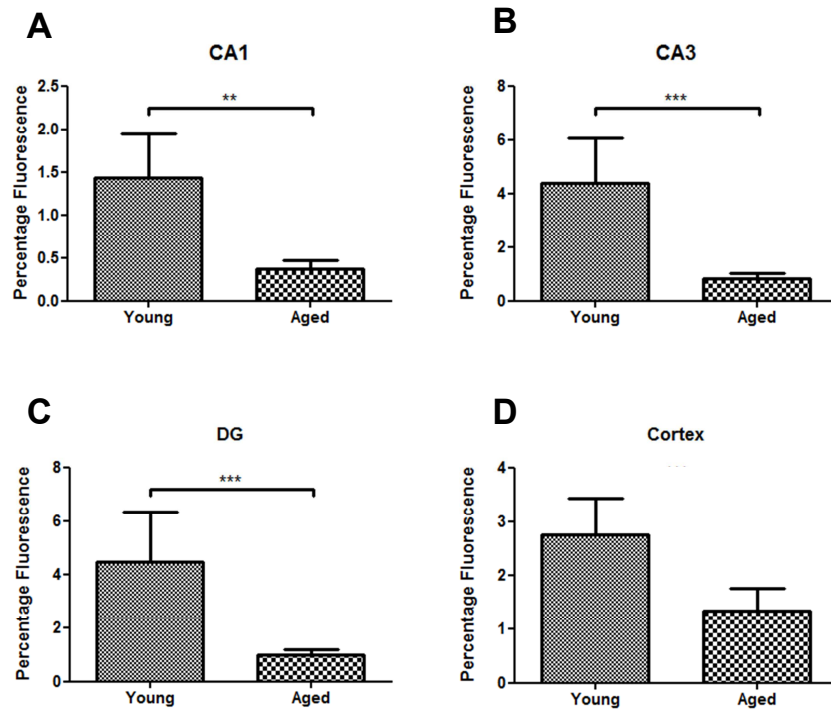 A
CA1
Percentage Fluorescence
2.5
2.0
1.5
1.0
0.5
0.0
**
Young
Aged
B
CA3
Percentage Fluorescence
8
6
4
2
0
***
Young
Aged
C
DG
Percentage Fluorescence
8
6
4
2
0
***
Young
Aged
D
Cortex
Percentage Fluorescence
4
3
2
1
0
Young
Aged